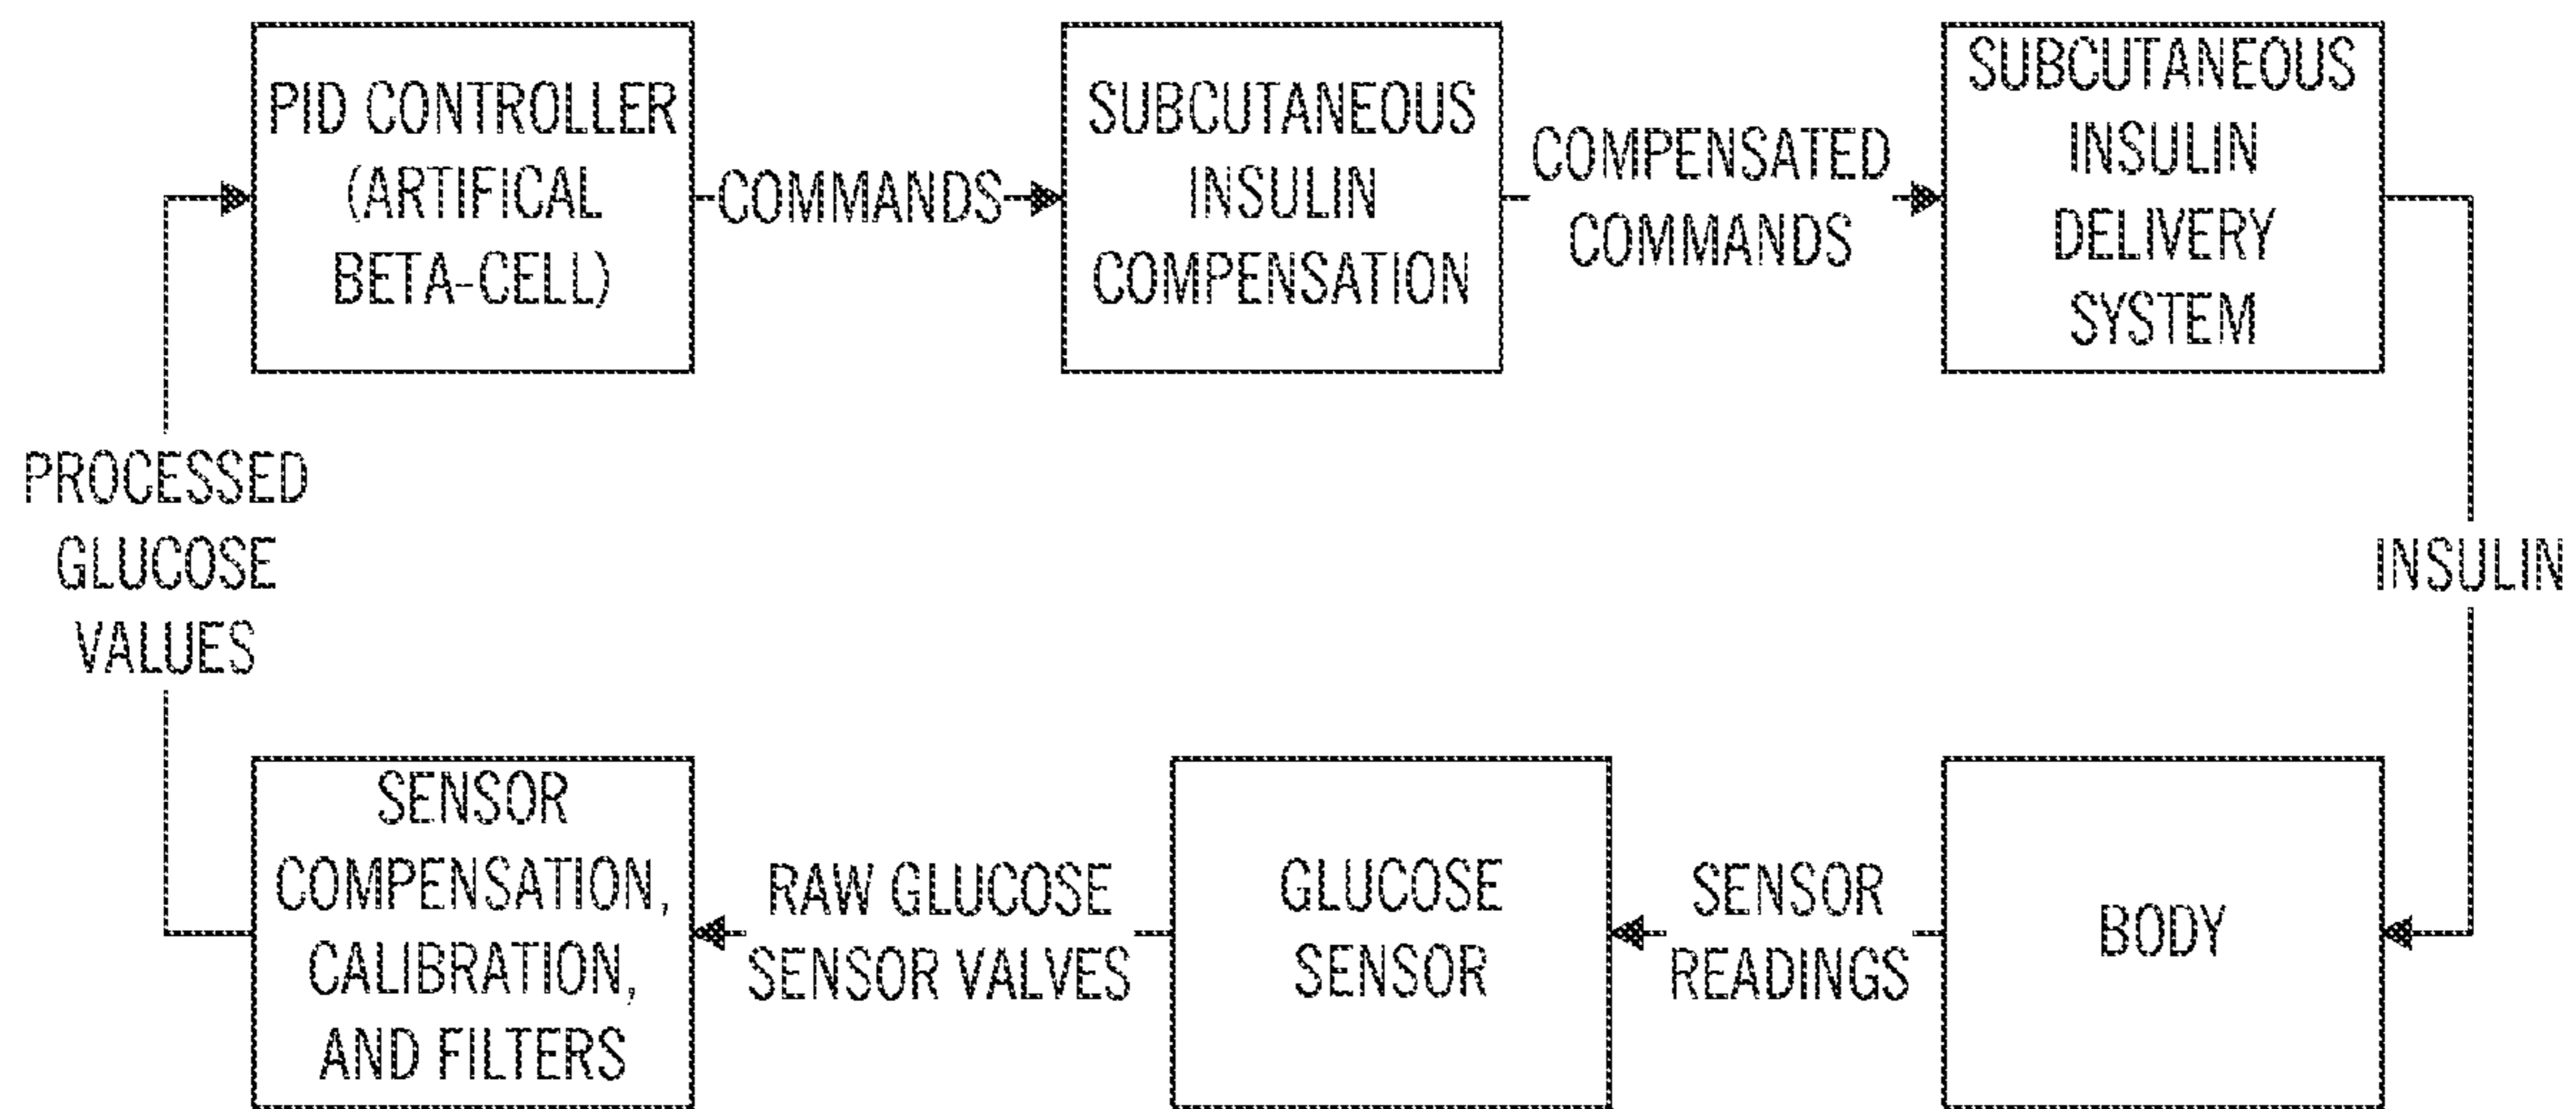 PID CONTROLLER
(ARTIFICAL
BETA-CELL)
COMMANDS
SUBCUTANEOUS
INSULIN
COMPENSATION
COMPENSATED
COMMANDS
SUBCUTANEOUS
INSULIN
DELIVERY
SYSTEM
INSULIN
BODY
SENSOR
READINGS
GLUCOSE
SENSOR
RAW GLUCOSE
SENSOR VALVES
SENSOR
COMPENSATION,
CALIBRATION,
AND FILTERS
PROCESSED
GLUCOSE
VALUES